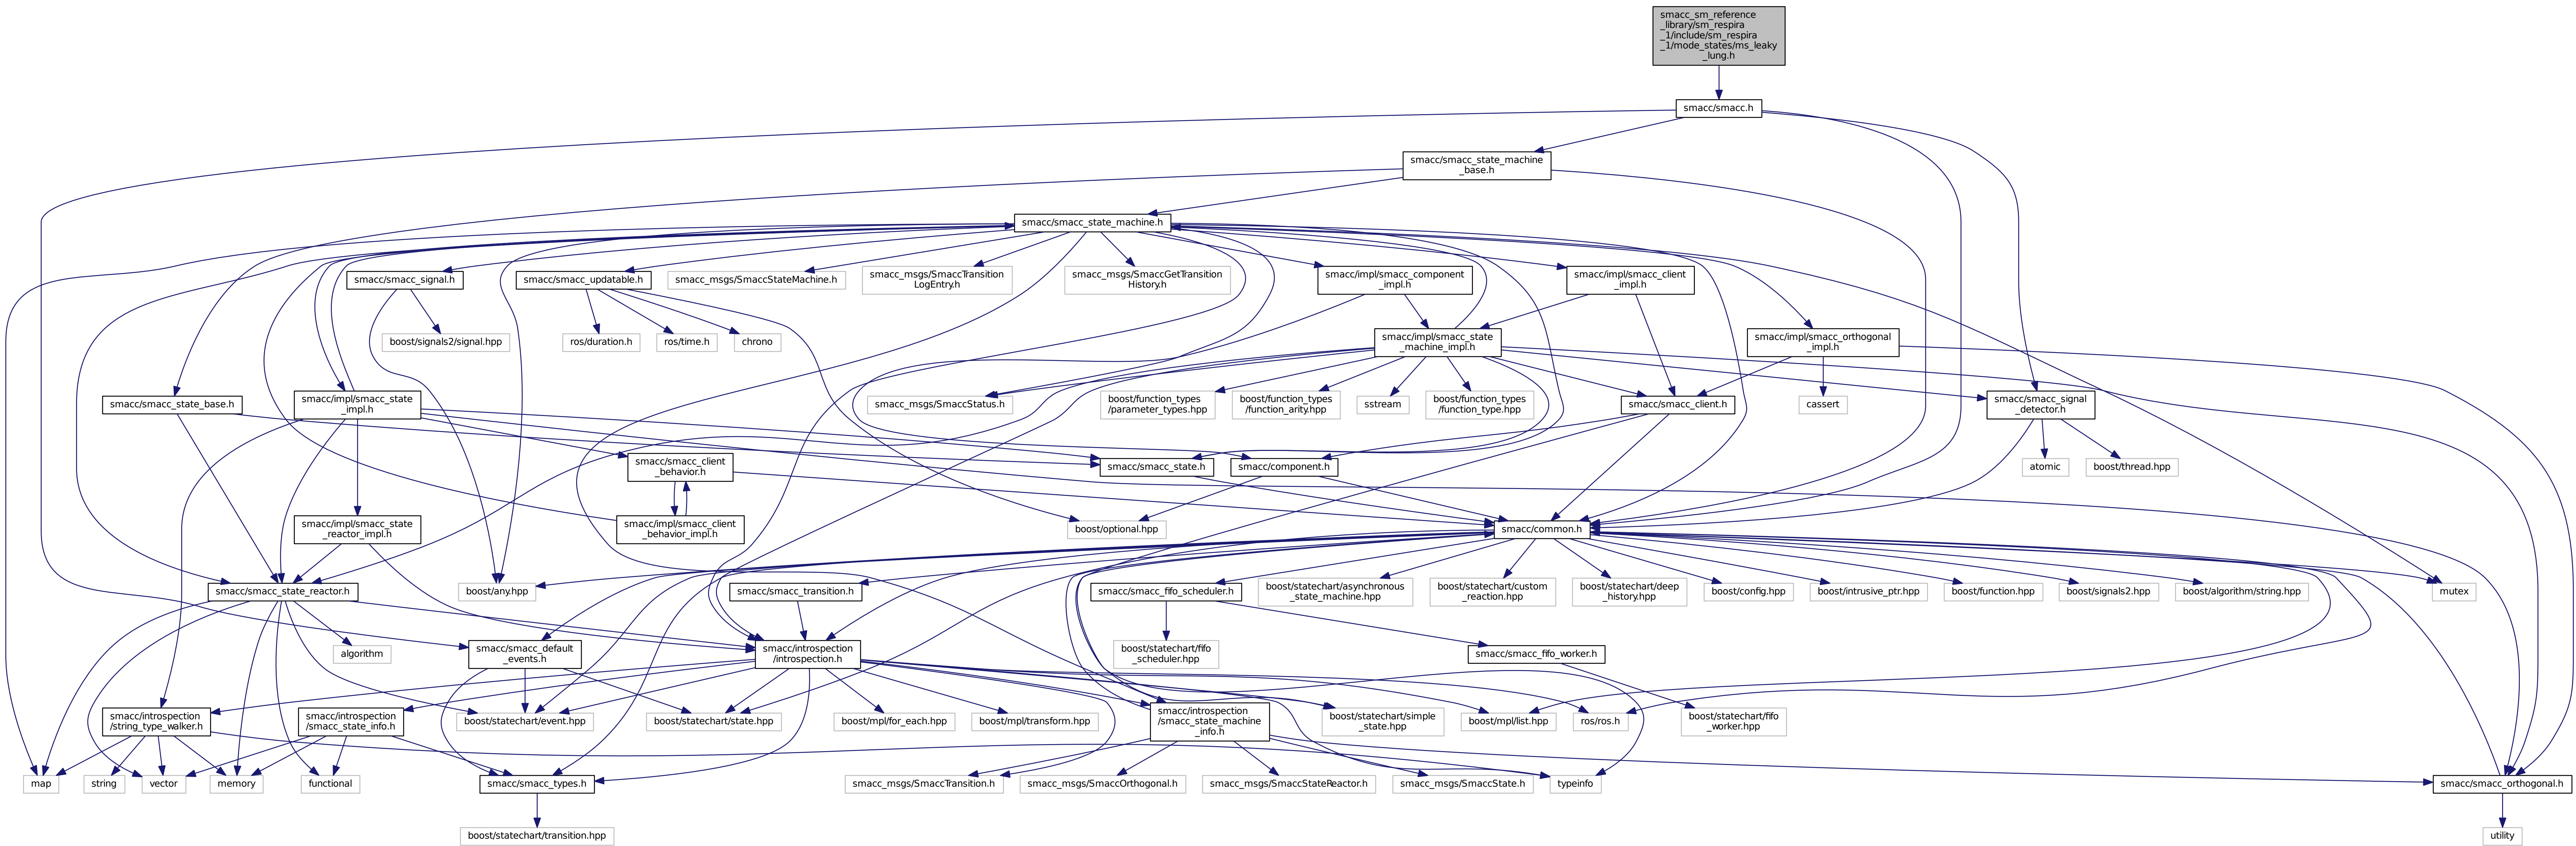 smacc_sm_reference
_library/sm_respira
_1/include/sm_respira
_1/mode_states/ms_leaky
_lung.h
smacc/smacc.h
smacc/smacc_state_machine
_base.h
smacc/smacc_state_machine.h
smacc/smacc_signal.h
smacc/smacc_updatable.h
smacc_msgs/SmaccStateMachine.h
smacc_msgs/SmaccTransition
LogEntry.h
smacc_msgs/SmaccGetTransition
History.h
smacc/impl/smacc_component
_impl.h
smacc/impl/smacc_client
_impl.h
boost/signals2/signal.hpp
ros/duration.h
ros/time.h
chrono
smacc/impl/smacc_state
_machine_impl.h
smacc/impl/smacc_orthogonal
_impl.h
smacc/smacc_state_base.h
smacc/impl/smacc_state
_impl.h
smacc_msgs/SmaccStatus.h
boost/function_types
/parameter_types.hpp
boost/function_types
/function_arity.hpp
sstream
boost/function_types
/function_type.hpp
smacc/smacc_client.h
cassert
smacc/smacc_signal
_detector.h
smacc/smacc_client
_behavior.h
smacc/smacc_state.h
smacc/component.h
atomic
boost/thread.hpp
smacc/impl/smacc_state
_reactor_impl.h
smacc/impl/smacc_client
_behavior_impl.h
boost/optional.hpp
smacc/common.h
smacc/smacc_state_reactor.h
boost/any.hpp
smacc/smacc_transition.h
smacc/smacc_fifo_scheduler.h
boost/statechart/asynchronous
_state_machine.hpp
boost/statechart/custom
_reaction.hpp
boost/statechart/deep
_history.hpp
boost/config.hpp
boost/intrusive_ptr.hpp
boost/function.hpp
boost/signals2.hpp
boost/algorithm/string.hpp
mutex
algorithm
smacc/smacc_default
_events.h
smacc/introspection
/introspection.h
boost/statechart/fifo
_scheduler.hpp
smacc/smacc_fifo_worker.h
smacc/introspection
/string_type_walker.h
smacc/introspection
/smacc_state_info.h
boost/statechart/event.hpp
boost/statechart/state.hpp
boost/mpl/for_each.hpp
boost/mpl/transform.hpp
smacc/introspection
/smacc_state_machine
_info.h
boost/statechart/simple
_state.hpp
boost/mpl/list.hpp
ros/ros.h
boost/statechart/fifo
_worker.hpp
map
string
vector
memory
functional
smacc/smacc_types.h
smacc_msgs/SmaccTransition.h
smacc_msgs/SmaccOrthogonal.h
smacc_msgs/SmaccStateReactor.h
smacc_msgs/SmaccState.h
typeinfo
smacc/smacc_orthogonal.h
boost/statechart/transition.hpp
utility